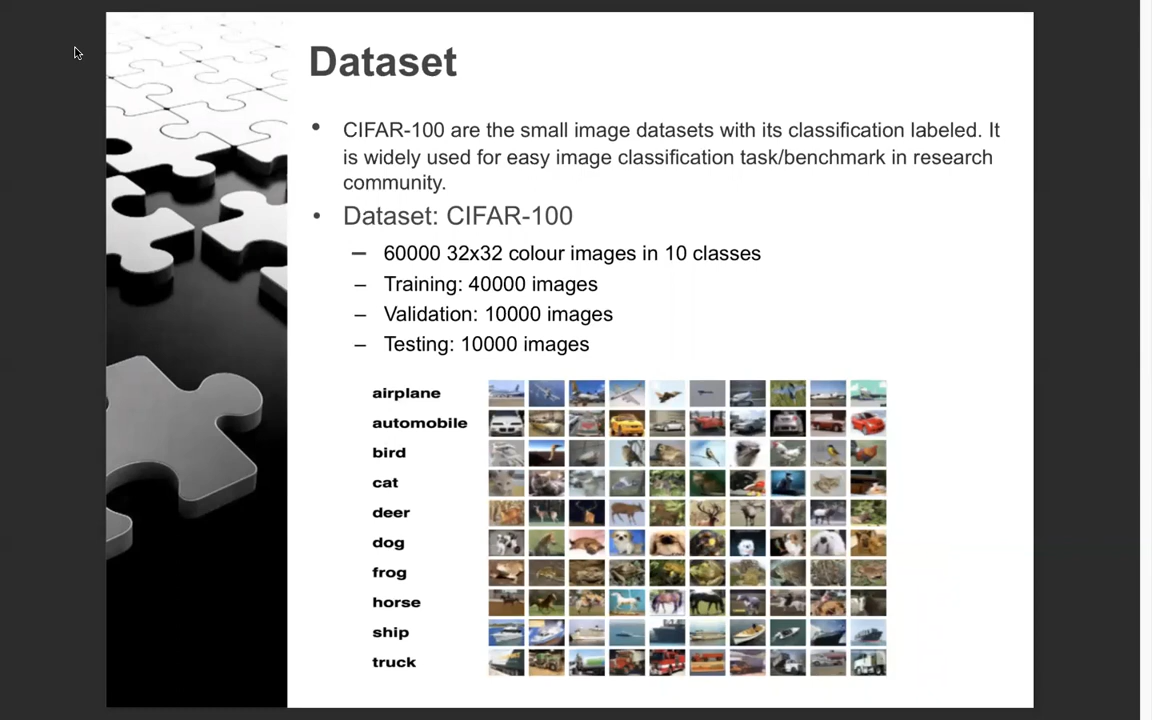 Dataset
• CIFAR-100 are the small image datasets with its classification labeled. It
is widely used for easy image classification task/benchmark in research
community.
• Dataset: CIFAR-100
– 60000 32x32 colour images in 10 classes
– Training: 40000 images
– Validation: 10000 images
– Testing: 10000 images
airplane
automobile
bird
cat
deer
dog
frog
horse
ship
truck